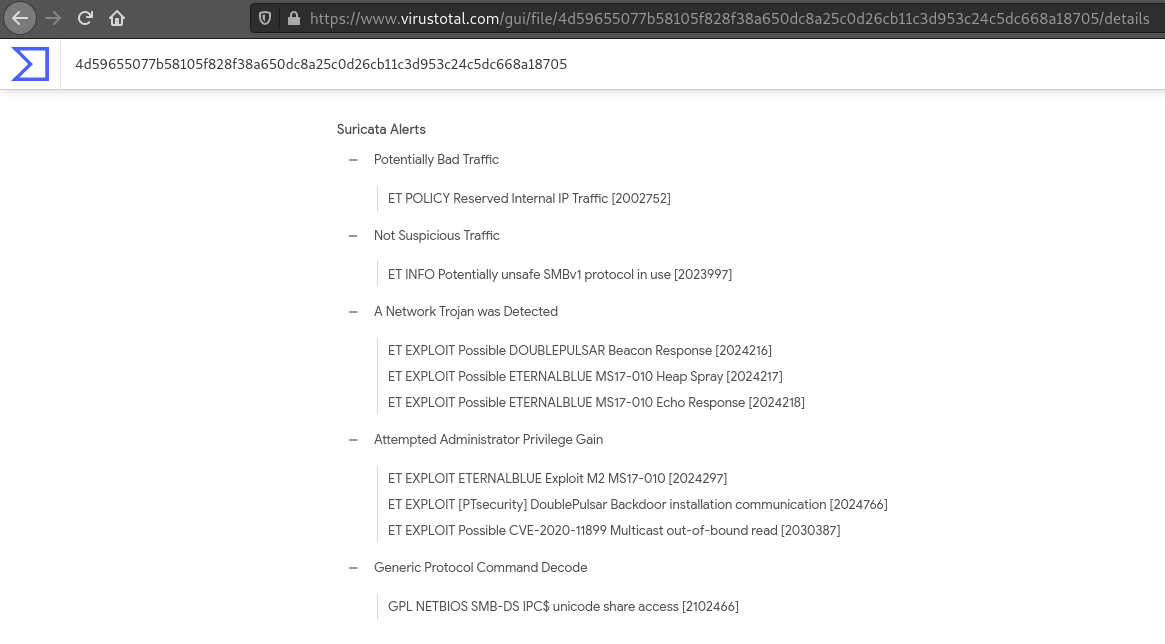 https://www.virustotal.com/gui/file/4d59655077b58105f828f38a650dc8a25c0d26cb11c3d953c24c5dc668a18705/details
4d59655077b58105f828f38a650dc8a25c0d26cb11c3d953c24c5dc668a18705
Suricata Alerts
— Potentially Bad Traffic
ET POLICY Reserved Internal IP Traffic [2002752]
— Not Suspicious Traffic
ET INFO Potentially unsafe SMBv1 protocol in use [2023997]
— A Network Trojan was Detected
ET EXPLOIT Possible DOUBLEPULSAR Beacon Response [2024216]
ET EXPLOIT Possible ETERNALBLUE MS17-010 Heap Spray [2024217]
ET EXPLOIT Possible ETERNALBLUE MS17-010 Echo Response [2024218]
— Attempted Administrator Privilege Gain
ET EXPLOIT ETERNALBLUE Exploit M2 MS17-010 [2024297]
ET EXPLOIT [PTsecurity] DoublePulsar Backdoor installation communication [2024766]
ET EXPLOIT Possible CVE-2020-11899 Multicast out-of-bound read [2030387]
— Generic Protocol Command Decode
GPL NETBIOS SMB-DS IPC$ unicode share access [2102466]